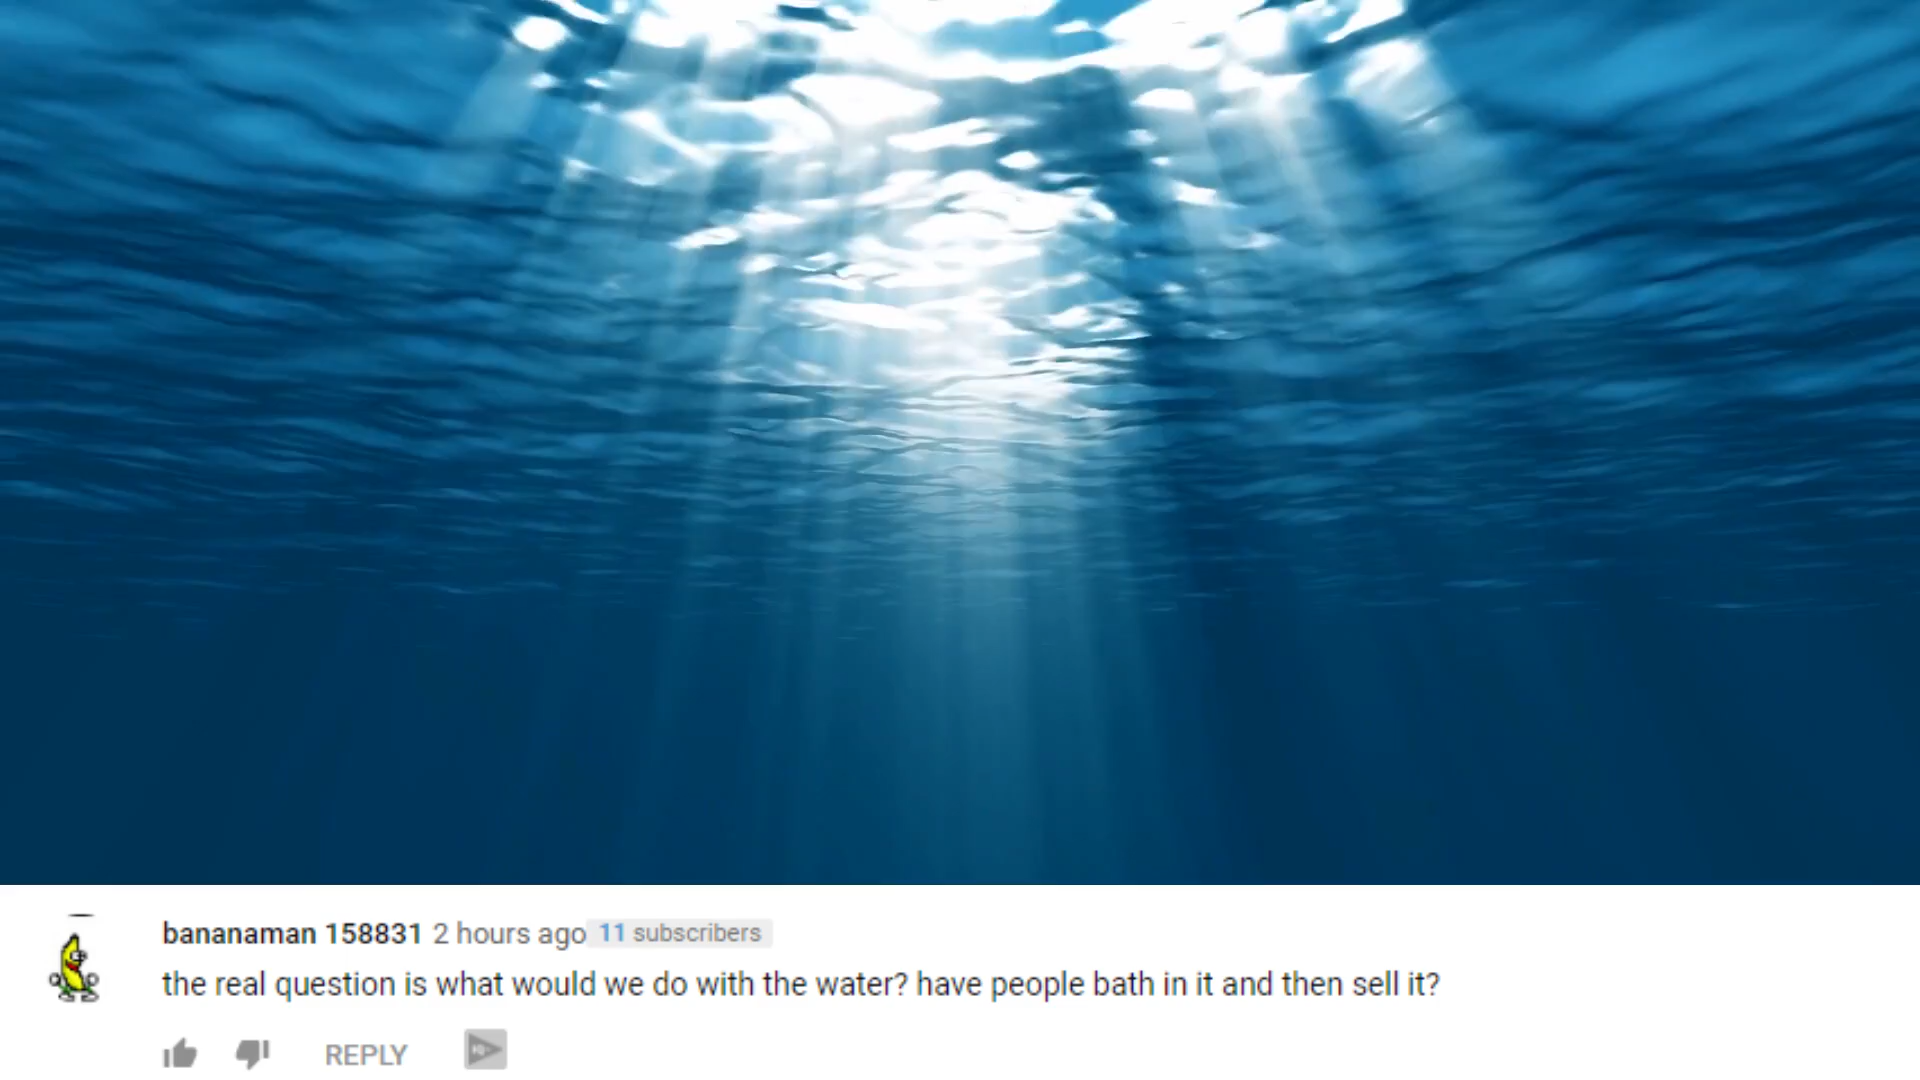 bananaman 158831 2 hours ago 11 subscribers
the real question is what would we do with the water? have people bath in it and then sell it?
REPLY